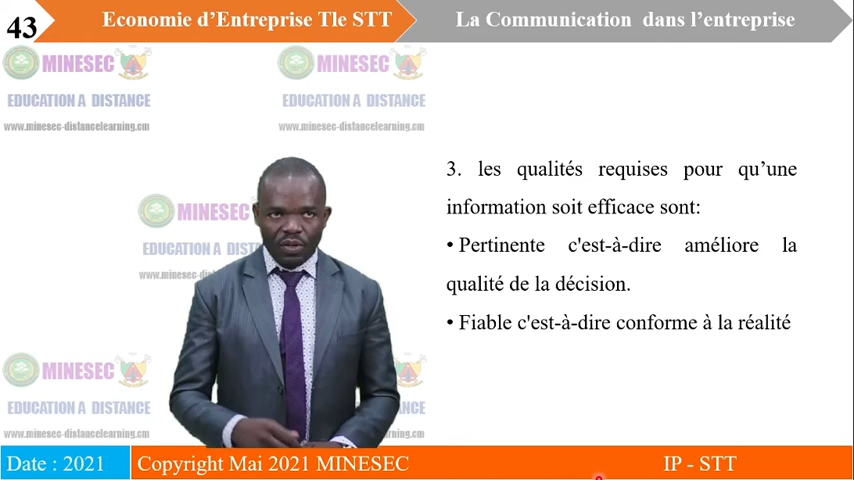 43
Economie d'Entreprise Tle STT
La Communication dans l'entreprise
MINESEC
EDUCATION A DISTANCE
www.minesec-distancelearning.cm
MINESEC
EDUCATION A DISTANCE
www.minesec-distancelearning.cm
3. les qualités requises pour qu'une
information soit efficace sont:
• Pertinente c'est-à-dire améliore la
qualité de la décision.
• Fiable c'est-à-dire conforme à la réalité
MINESEC
EDUCATION A
www.minesec
MINESEC
EDUCATION A DISTANCE
www.minesec-distancelearning.cm
Date : 2021
Copyright Mai 2021 MINESEC
IP - STT